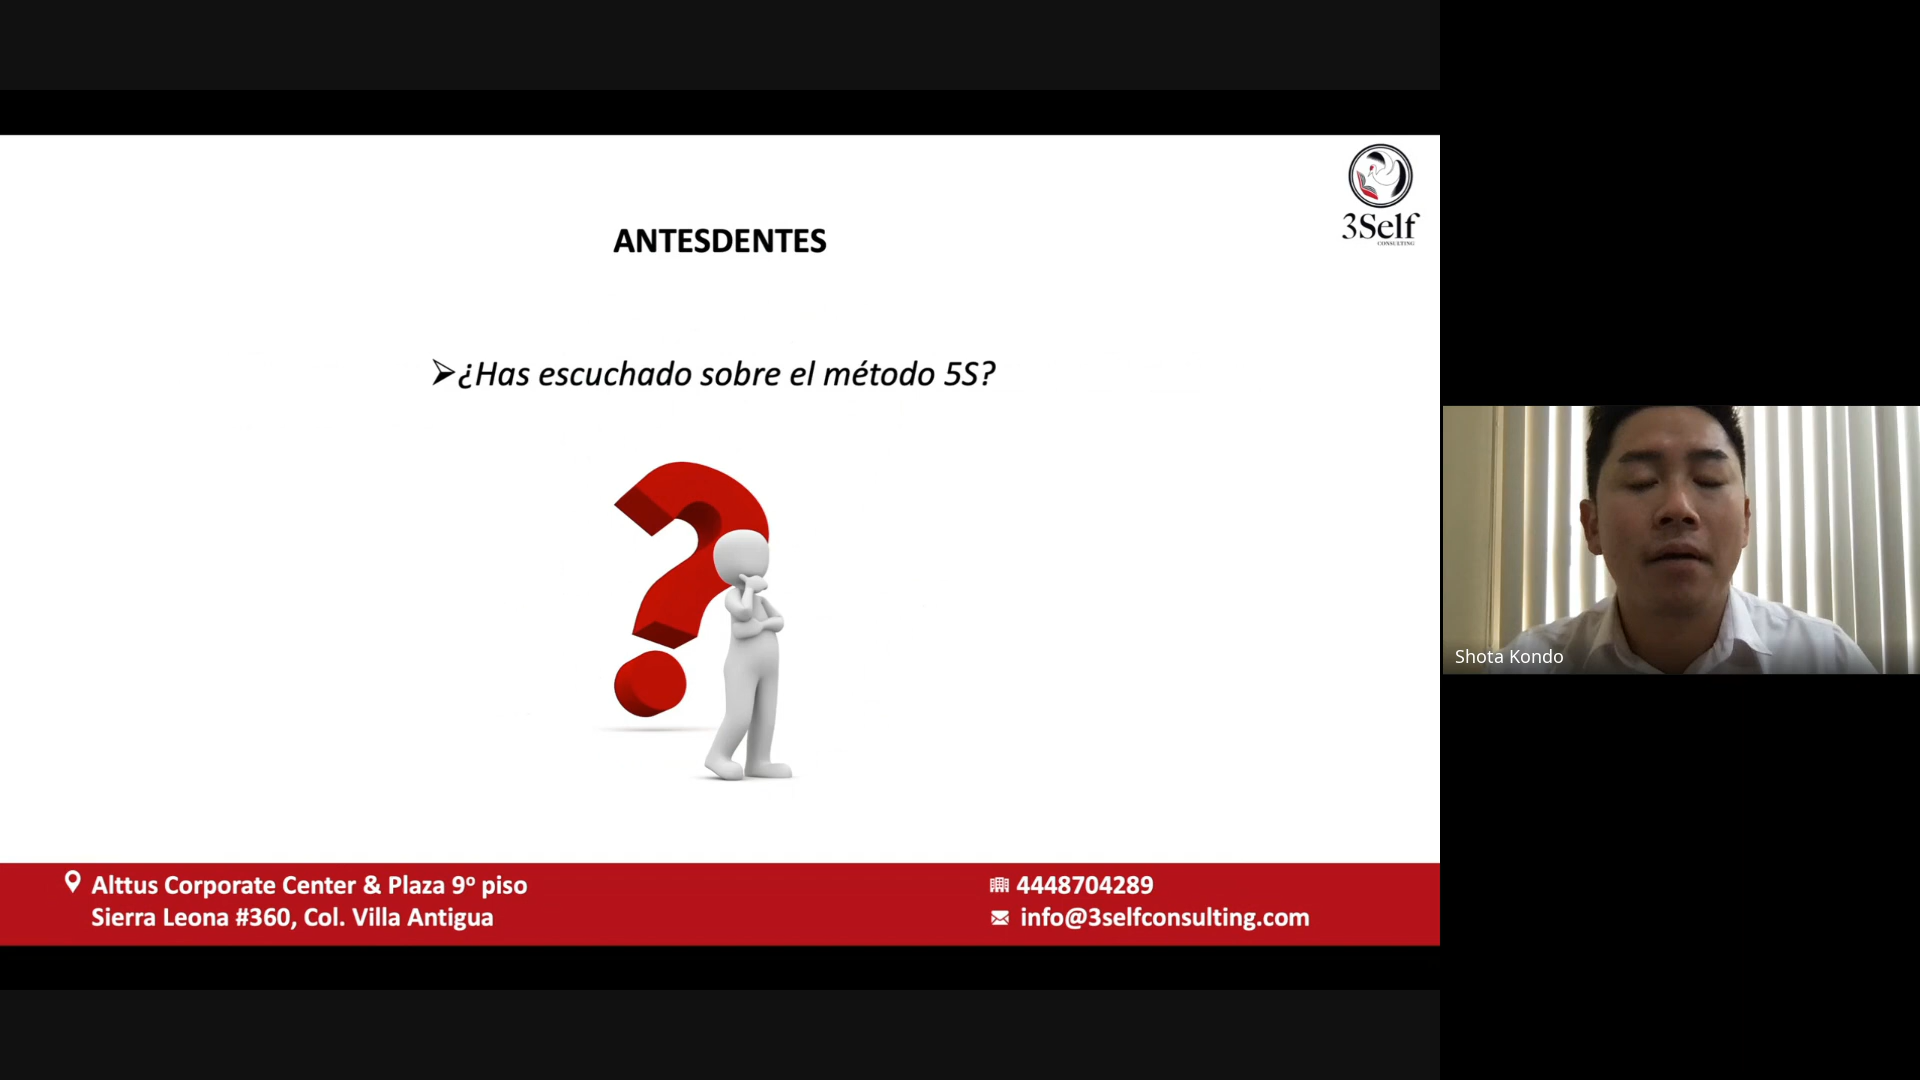 3Self
CONSULTING
ANTESDENTES
¿Has escuchado sobre el método 5S?
Alttus Corporate Center & Plaza 9º piso
Sierra Leona #360, Col. Villa Antigua
4448704289
info@3selfconsulting.com
Shota Kondo